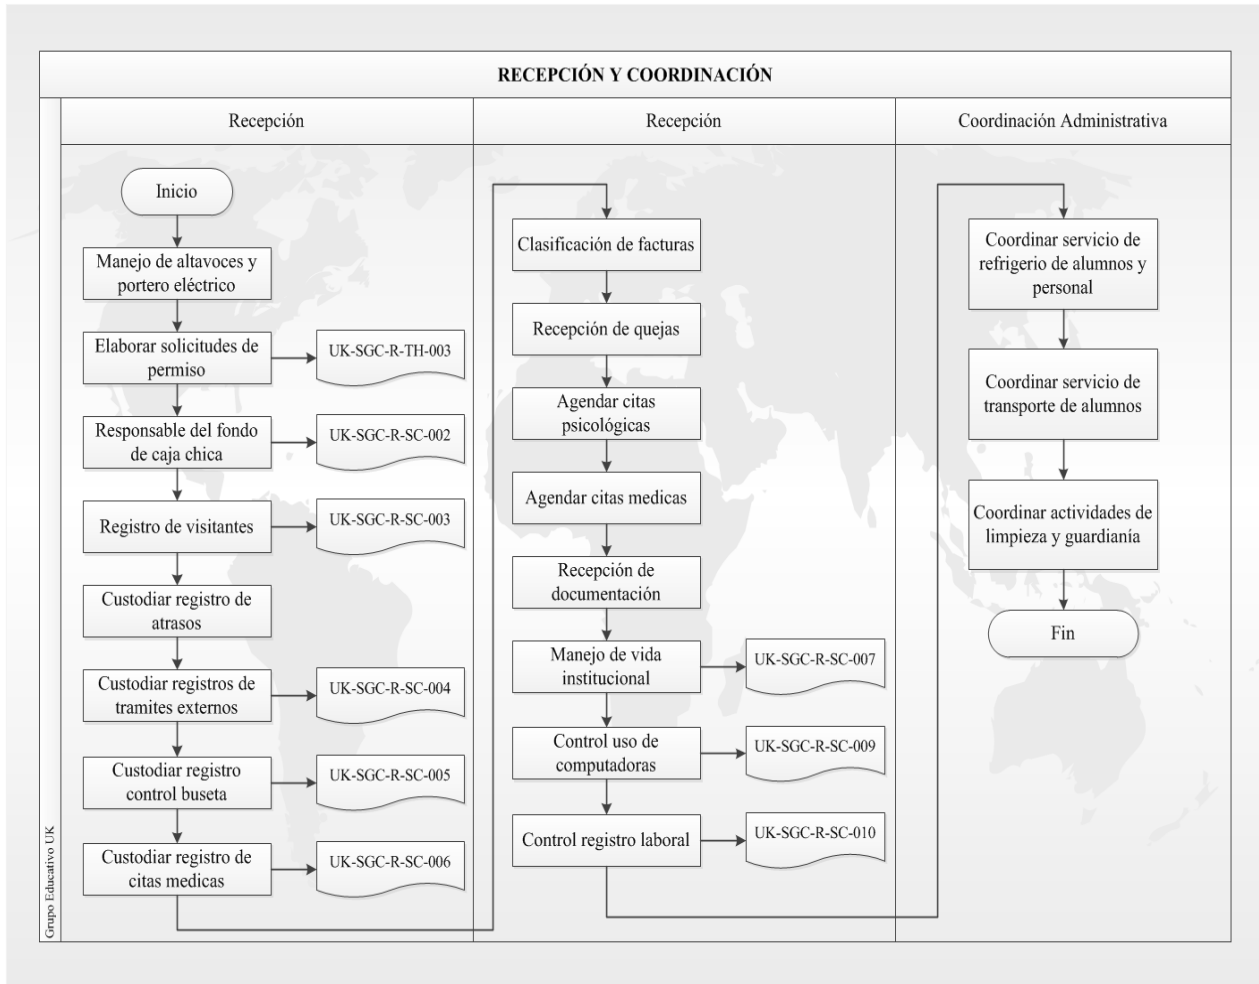 RECEPCIÓN Y COORDINACIÓN
Recepción
Recepción
Coordinación Administrativa
Grupo Educativo UK
Inicio
Manejo de altavoces y
portero eléctrico
Elaborar solicitudes de
permiso
UK-SGC-R-TH-003
Responsable del fondo
de caja chica
UK-SGC-R-SC-002
Registro de visitantes
UK-SGC-R-SC-003
Custodiar registro de
atrasos
Custodiar registros de
tramites externos
UK-SGC-R-SC-004
Custodiar registro
control buseta
UK-SGC-R-SC-005
Custodiar registro de
citas medicas
UK-SGC-R-SC-006
Clasificación de facturas
Recepción de quejas
Agendar citas
psicológicas
Agendar citas medicas
Recepción de
documentación
Manejo de vida
institucional
UK-SGC-R-SC-007
Control uso de
computadoras
UK-SGC-R-SC-009
Control registro laboral
UK-SGC-R-SC-010
Coordinar servicio de
refrigerio de alumnos y
personal
Coordinar servicio de
transporte de alumnos
Coordinar actividades de
limpieza y guardianía
Fin